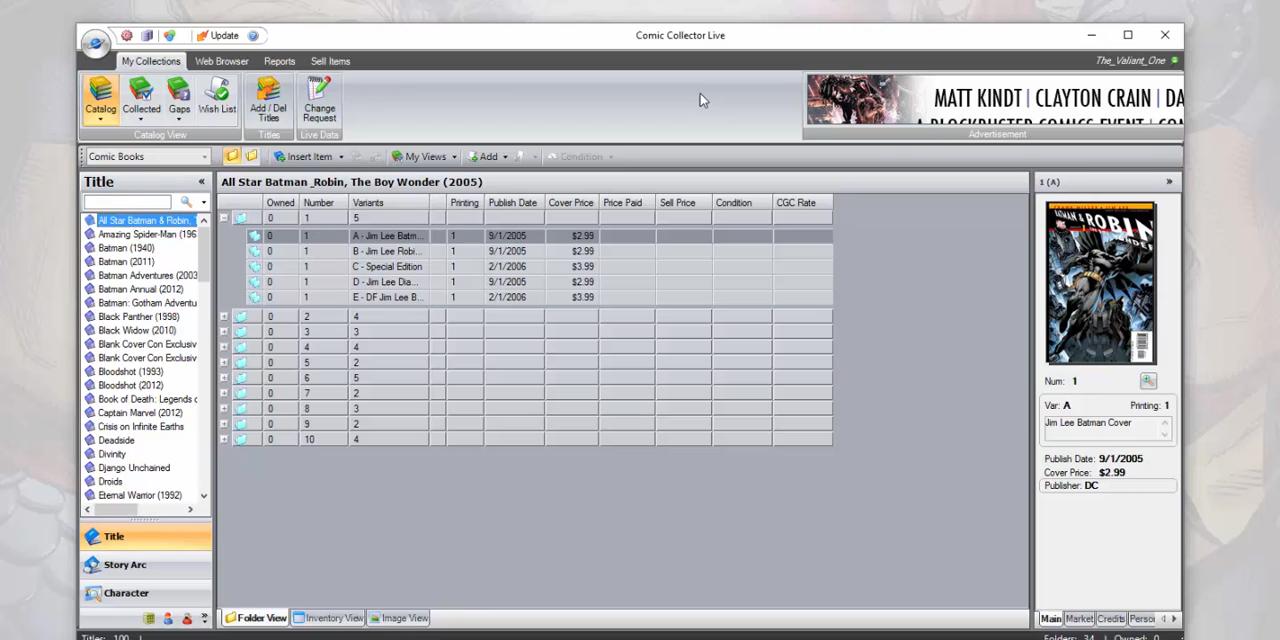 Update
Comic Collector Live
My Collections Web Browser Reports Sell Items
The_Valiant_One
Catalog Collected Gaps Wish List Add / Del Titles Change Request
MATT KINDT | CLAYTON CRAIN | DA
A BLOCKBUSTER COMICS EVENT
Catalog View Titles Live Data Advertisement
Comic Books Insert Item My Views Add Condition
Title «
All Star Batman _Robin, The Boy Wonder (2005)
1 (A) »
Owned Number Variants Printing Publish Date Cover Price Price Paid Sell Price Condition CGC Rate
0 1 5
0 1 A - Jim Lee Batm... 1 9/1/2005 $2.99
0 1 B - Jim Lee Robi... 1 9/1/2005 $2.99
0 1 C - Special Edition 1 2/1/2006 $3.99
0 1 D - Jim Lee Dia... 1 9/1/2005 $2.99
0 1 E - DF Jim Lee B... 1 2/1/2006 $3.99
0 2 4
0 3 3
0 4 4
0 5 2
0 6 5
0 7 2
0 8 3
0 9 2
0 10 4
All Star Batman & Robin,
Amazing Spider-Man (196
Batman (1940)
Batman (2011)
Batman Adventures (2003
Batman Annual (2012)
Batman: Gotham Adventu
Black Panther (1998)
Black Widow (2010)
Blank Cover Con Exclusiv
Blank Cover Con Exclusiv
Bloodshot (1993)
Bloodshot (2012)
Book of Death: Legends o
Captain Marvel (2012)
Crisis on Infinite Earths
Deadside
Divinity
Django Unchained
Droids
Eternal Warrior (1992)
Title
Story Arc
Character
BATMAN & ROBIN
Num: 1
Var: A Printing: 1
Jim Lee Batman Cover
Publish Date: 9/1/2005
Cover Price: $2.99
Publisher: DC
Folder View Inventory View Image View
Main Market Credits Perso
Titles: 100 Folders: 34 Owned: 0